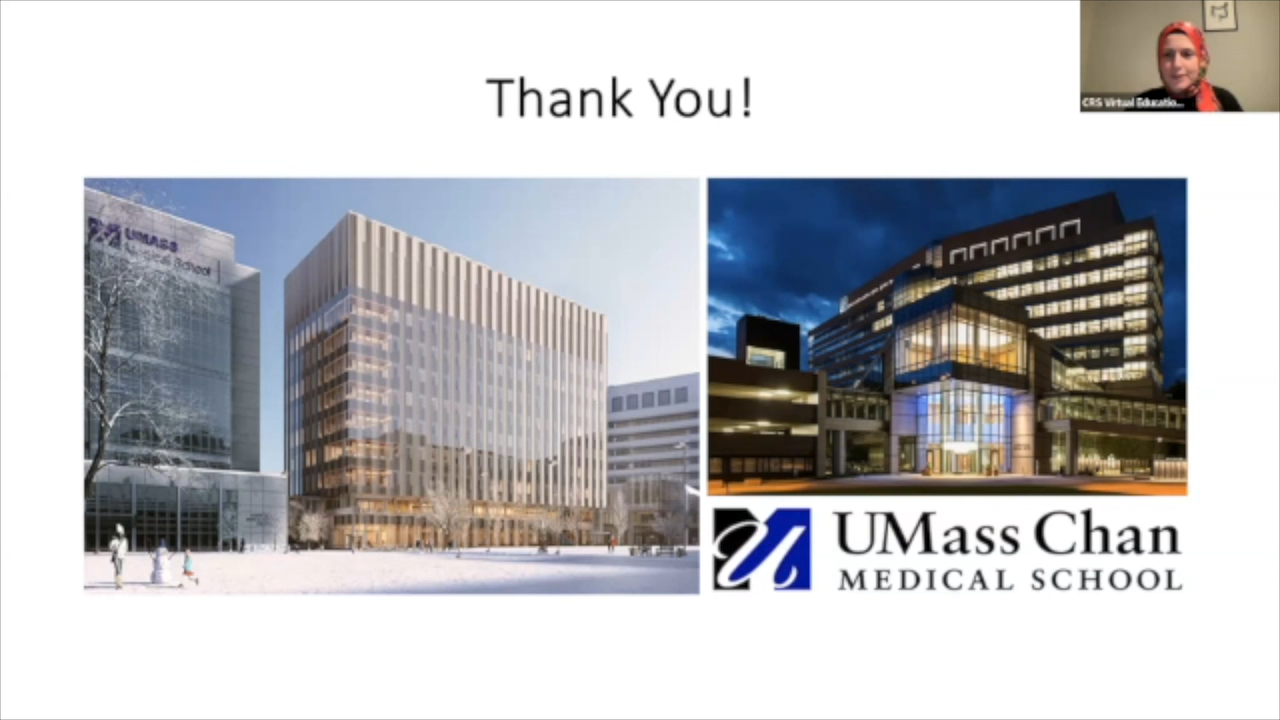 Thank You!
CRS Virtual Educatio...
UMASS
Medical School
UMass Chan
MEDICAL SCHOOL